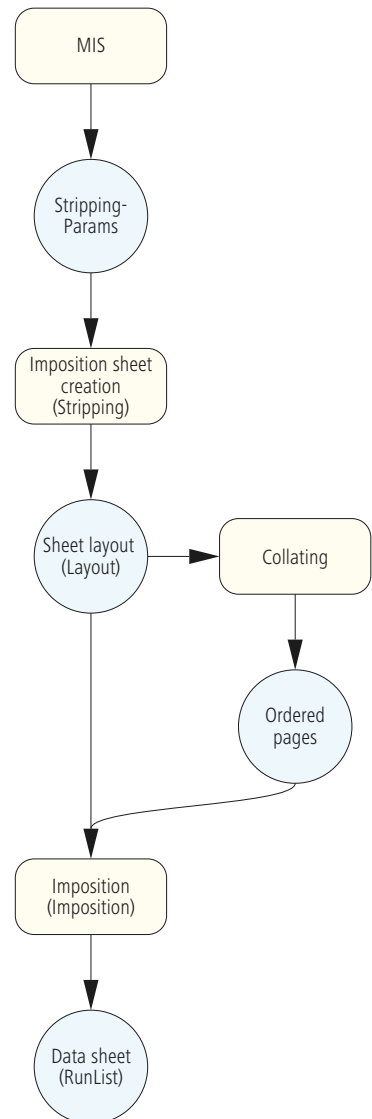 MIS
Stripping-
Params
Imposition sheet
creation
(Stripping)
Sheet layout
(Layout)
Collating
Ordered
pages
Imposition
(Imposition)
Data sheet
(RunList)